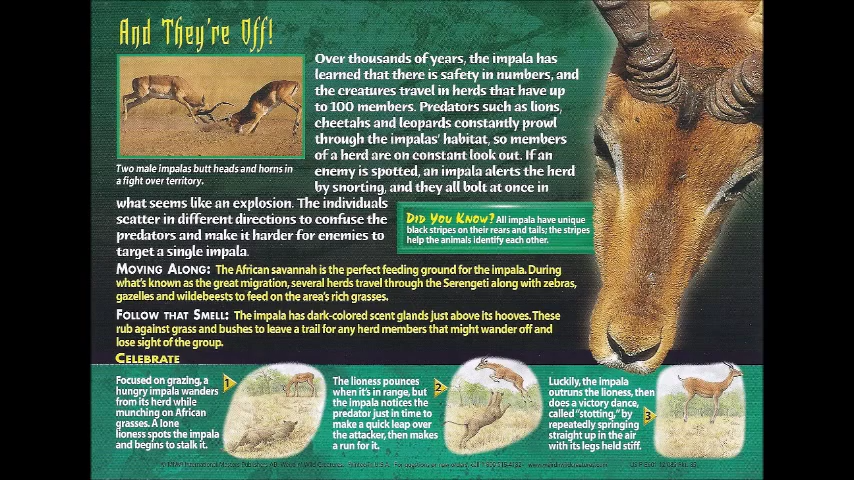 And They're Off!
Over thousands of years, the impala has
learned that there is safety in numbers, and
the creatures travel in herds that have up
to 100 members. Predators such as lions,
cheetahs and leopards constantly prowl
through the impalas' habitat, so members
of a herd are on constant look out. If an
enemy is spotted, an impala alerts the herd
by snorting, and they all bolt at once in
what seems like an explosion. The individuals
scatter in different directions to confuse the
predators and make it harder for enemies to
target a single impala.
Two male impalas butt heads and horns in
a fight over territory.
DID YOU KNOW? All impala have unique
black stripes on their rears and tails; the stripes
help the animals identify each other.
MOVING ALONG: The African savannah is the perfect feeding ground for the impala. During
what's known as the great migration, several herds travel through the Serengeti along with zebras,
gazelles and wildebeests to feed on the area's rich grasses.
FOLLOW THAT SMELL: The impala has dark-colored scent glands just above its hooves. These
rub against grass and bushes to leave a trail for any herd members that might wander off and
lose sight of the group.
CELEBRATE
Focused on grazing, a
hungry impala wanders
from its herd while
munching on African
grasses. A lone
lioness spots the impala
and begins to stalk it.
1
The lioness pounces
when it's in range, but
the impala notices the
predator just in time to
make a quick leap over
the attacker, then makes
a run for it.
2
Luckily, the impala
outruns the lioness, then
does a victory dance,
called "stotting," by
repeatedly springing
straight up in the air
with its legs held stiff.
3